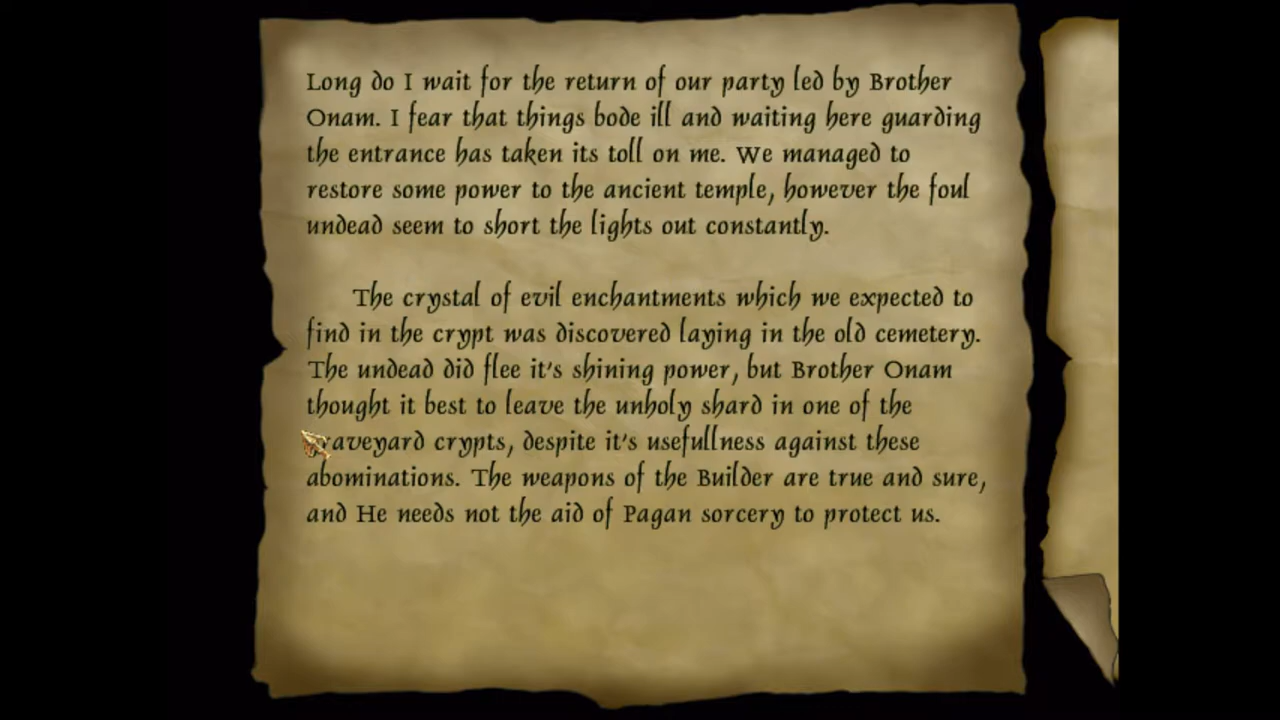 Long do I wait for the return of our party led by Brother
Onam. I fear that things bode ill and waiting here guarding
the entrance has taken its toll on me. We managed to
restore some power to the ancient temple, however the foul
undead seem to short the lights out constantly.
The crystal of evil enchantments which we expected to
find in the crypt was discovered laying in the old cemetery.
The undead did flee it's shining power, but Brother Onam
thought it best to leave the unholy shard in one of the
graveyard crypts, despite it's usefullness against these
abominations. The weapons of the Builder are true and sure,
and He needs not the aid of Pagan sorcery to protect us.